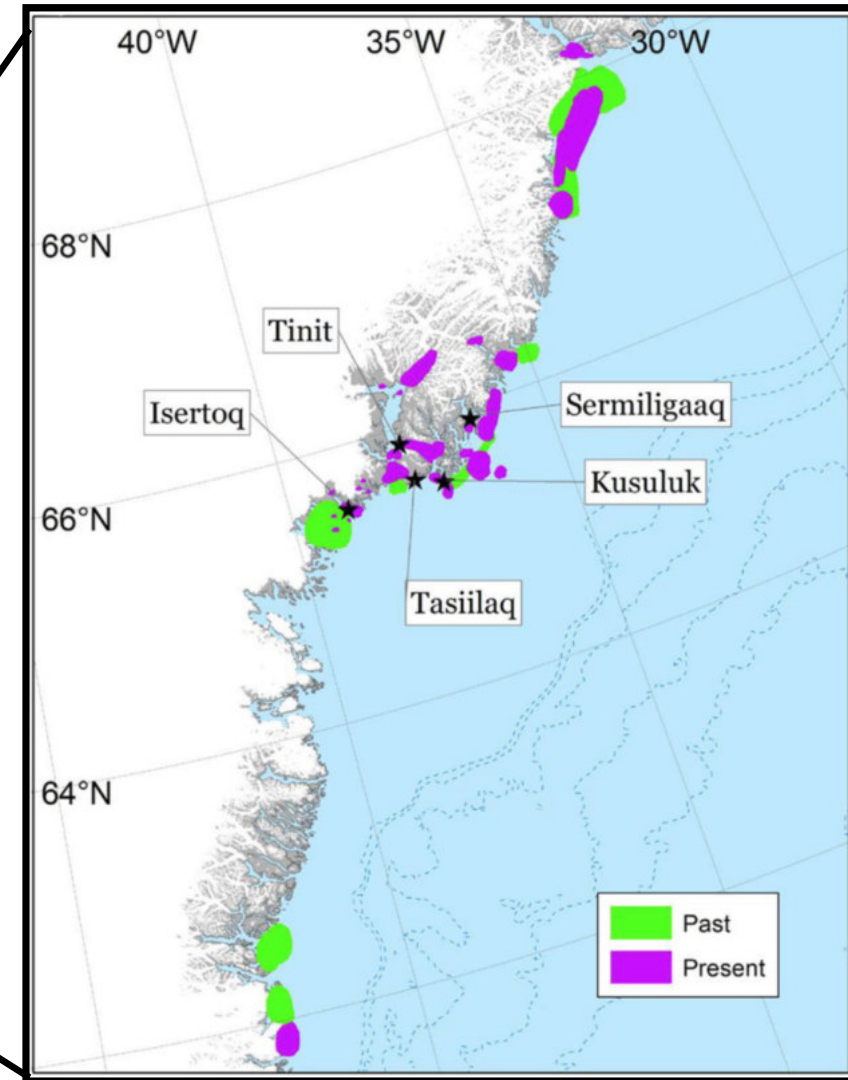 40°W
35°W
30°W
68°N
Tinit
Isertoq
Sermiligaaq
Kusuluk
66°N
Tasiilaq
64°N
Past
Present